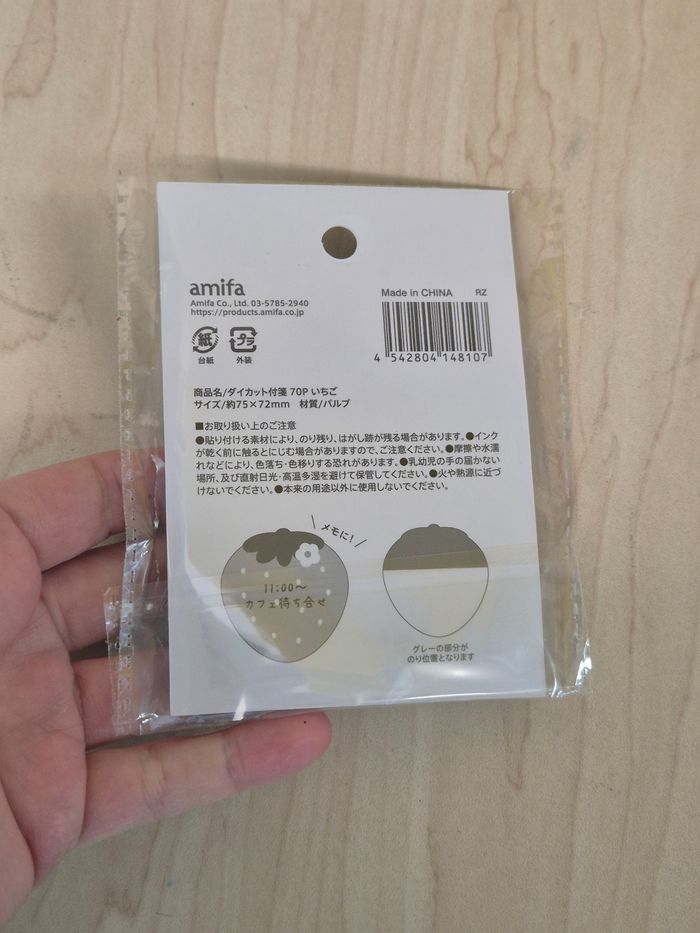 amifa
Amifa Co., Ltd. 03-5785-2940
https://products.amifa.co.jp
Made in CHINA RZ
4 542804 148107
紙 プラ
台紙 外装
商品名/ダイカット付箋 70P いちご
サイズ/約75×72mm 材質/パルプ
■お取り扱い上のご注意
●貼り付ける素材により、のり残り、はがし跡が残る場合があります。●インク
が乾く前に触るとにじむ場合がありますので、ご注意ください。●摩擦や水濡
れなどにより、色落ち・色移りする恐れがあります。●乳幼児の手の届かない
場所、及び直射日光・高温多湿を避けて保管してください。●火や熱源に近づ
けないでください。●本来の用途以外に使用しないでください。
メモに!
11:00〜
カフェ待ち合せ
グレーの部分が
のり位置となります